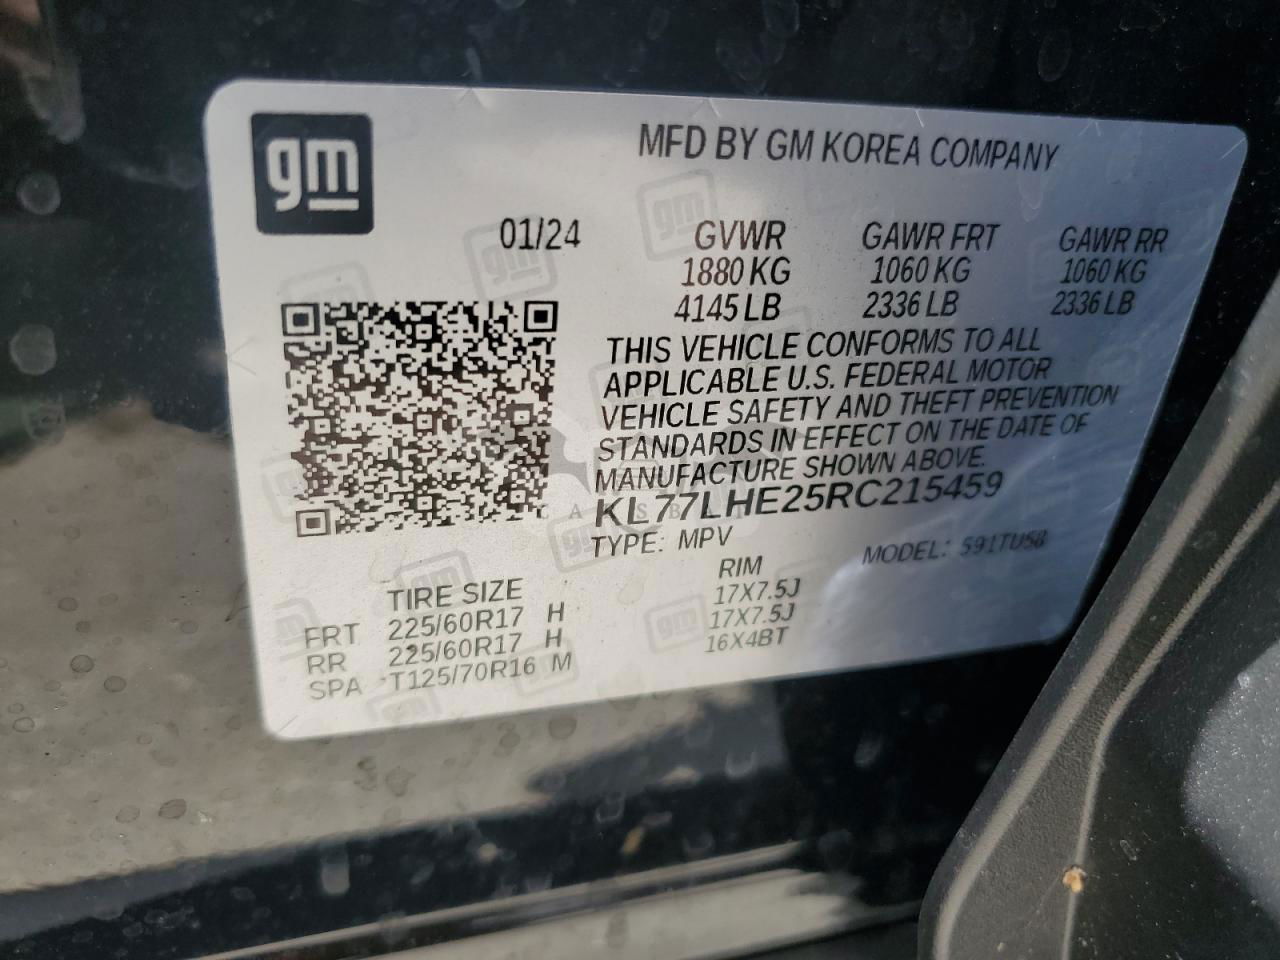 gm
MFD BY GM KOREA COMPANY
01/24 GVWR GAWR FRT GAWR RR
1880 KG 1060 KG 1060 KG
4145 LB 2336 LB 2336 LB
THIS VEHICLE CONFORMS TO ALL
APPLICABLE U.S. FEDERAL MOTOR
VEHICLE SAFETY AND THEFT PREVENTION
STANDARDS IN EFFECT ON THE DATE OF
MANUFACTURE SHOWN ABOVE.
KL77LHE25RC215459
TYPE: MPV MODEL: 591TU58
TIRE SIZE RIM
FRT 225/60R17 H 17X7.5J
RR 225/60R17 H 17X7.5J
SPA T125/70R16 M 16X4BT